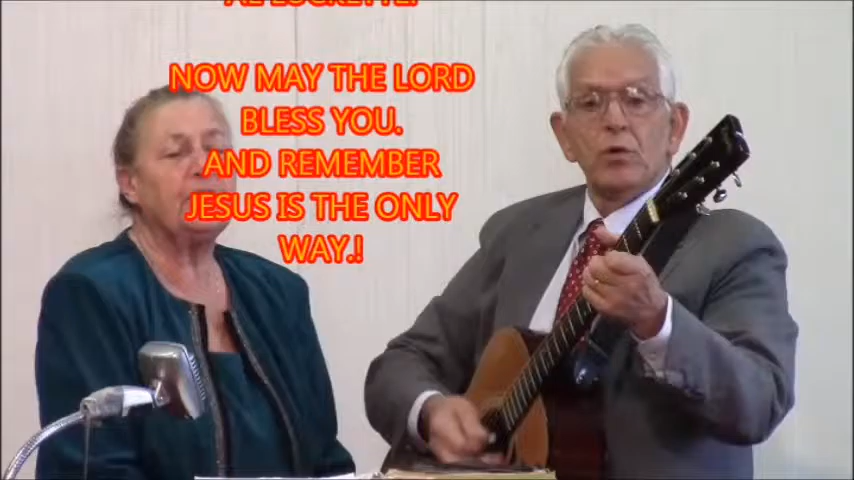 NOW MAY THE LORD
BLESS YOU.
AND REMEMBER
JESUS IS THE ONLY
WAY.!